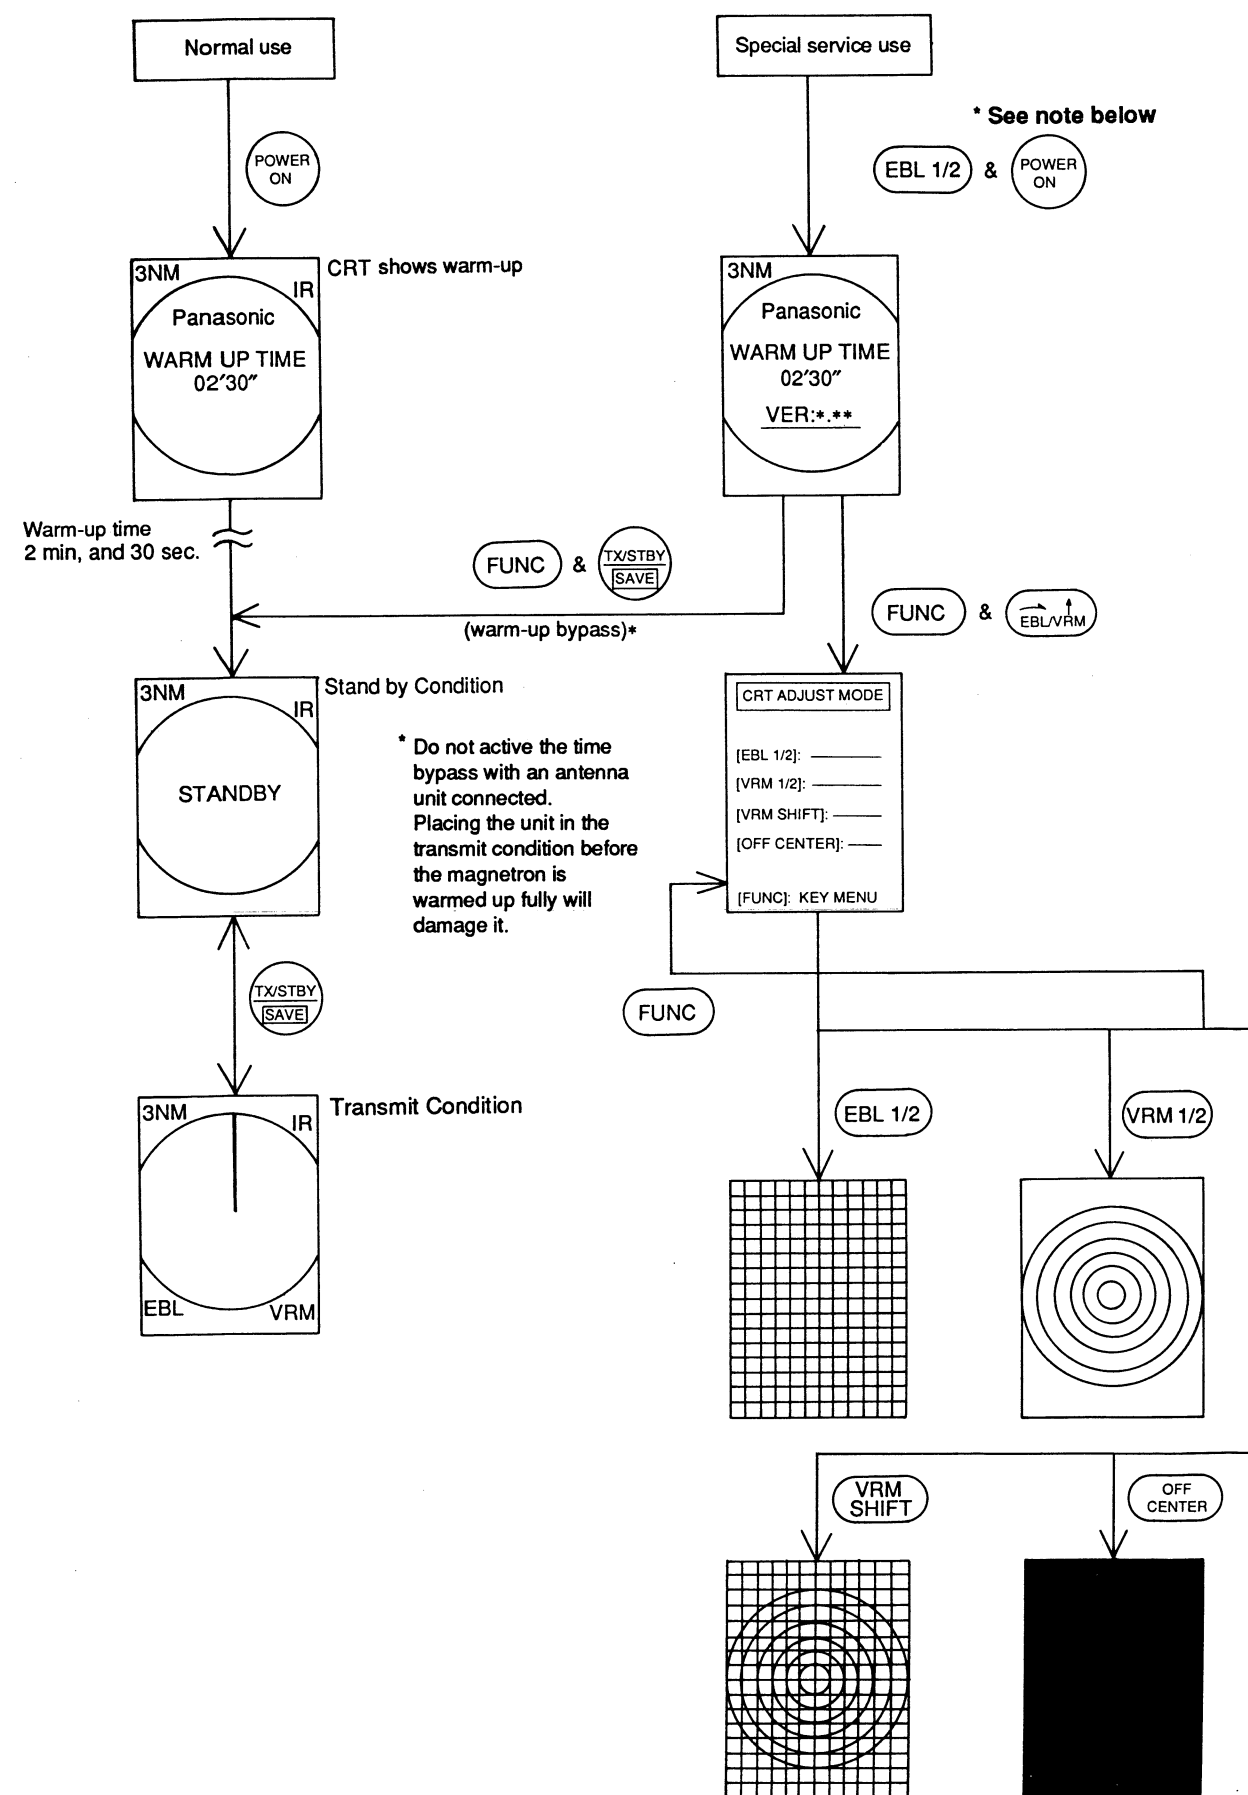 Normal use
POWER
ON
3NM
IR
CRT shows warm-up
Panasonic
WARM UP TIME
02′30″
Warm-up time
2 min, and 30 sec.
3NM
IR
Stand by Condition
STANDBY
TX/STBY
SAVE
3NM
IR
Transmit Condition
EBL
VRM
Special service use
* See note below
EBL 1/2 & POWER
ON
3NM
Panasonic
WARM UP TIME
02′30″
VER:*.**
FUNC & TX/STBY
SAVE
(warm-up bypass)*
* Do not active the time
bypass with an antenna
unit connected.
Placing the unit in the
transmit condition before
the magnetron is
warmed up fully will
damage it.
FUNC & EBL/VRM
CRT ADJUST MODE
[EBL 1/2]:
[VRM 1/2]:
[VRM SHIFT]:
[OFF CENTER]:
[FUNC]: KEY MENU
FUNC
EBL 1/2
VRM 1/2
VRM
SHIFT
OFF
CENTER